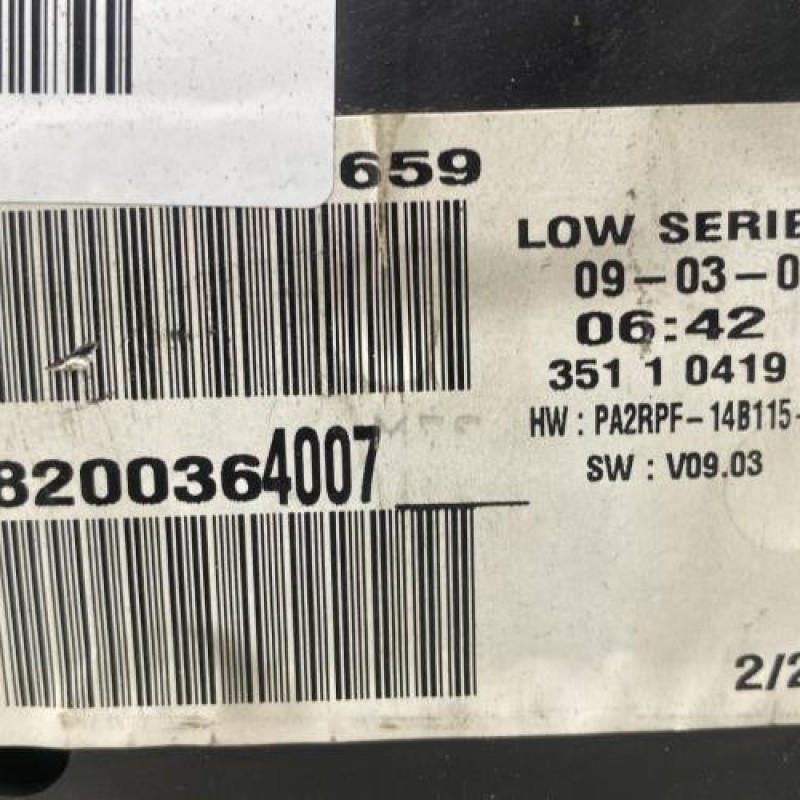 659
LOW SERIE
09-03-0
06:42
351 1 0419
HW : PA2RPF-14B115-
SW : V09.03
8200364007
2/2